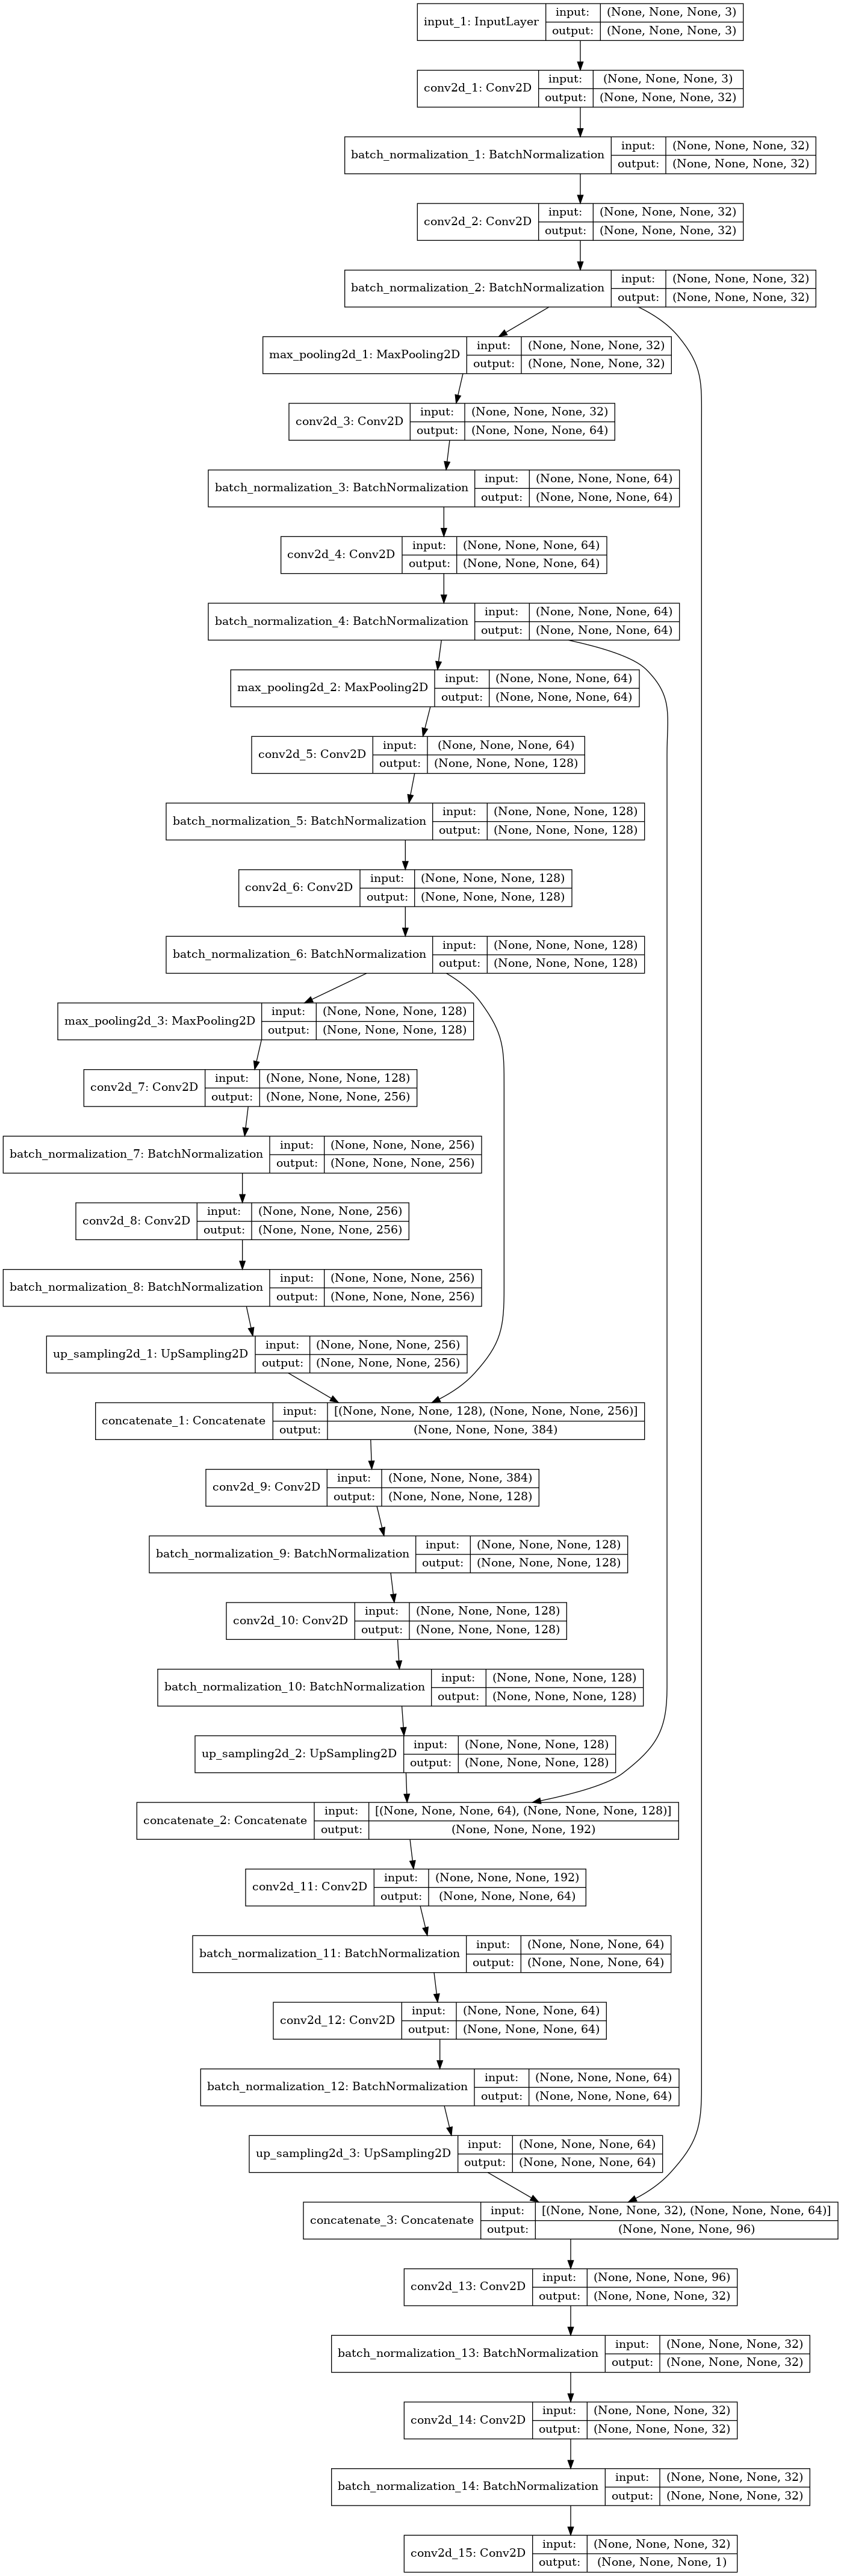 input_1: InputLayer
input: (None, None, None, 3)
output: (None, None, None, 3)
conv2d_1: Conv2D
input: (None, None, None, 3)
output: (None, None, None, 32)
batch_normalization_1: BatchNormalization
input: (None, None, None, 32)
output: (None, None, None, 32)
conv2d_2: Conv2D
input: (None, None, None, 32)
output: (None, None, None, 32)
batch_normalization_2: BatchNormalization
input: (None, None, None, 32)
output: (None, None, None, 32)
max_pooling2d_1: MaxPooling2D
input: (None, None, None, 32)
output: (None, None, None, 32)
conv2d_3: Conv2D
input: (None, None, None, 32)
output: (None, None, None, 64)
batch_normalization_3: BatchNormalization
input: (None, None, None, 64)
output: (None, None, None, 64)
conv2d_4: Conv2D
input: (None, None, None, 64)
output: (None, None, None, 64)
batch_normalization_4: BatchNormalization
input: (None, None, None, 64)
output: (None, None, None, 64)
max_pooling2d_2: MaxPooling2D
input: (None, None, None, 64)
output: (None, None, None, 64)
conv2d_5: Conv2D
input: (None, None, None, 64)
output: (None, None, None, 128)
batch_normalization_5: BatchNormalization
input: (None, None, None, 128)
output: (None, None, None, 128)
conv2d_6: Conv2D
input: (None, None, None, 128)
output: (None, None, None, 128)
batch_normalization_6: BatchNormalization
input: (None, None, None, 128)
output: (None, None, None, 128)
max_pooling2d_3: MaxPooling2D
input: (None, None, None, 128)
output: (None, None, None, 128)
conv2d_7: Conv2D
input: (None, None, None, 128)
output: (None, None, None, 256)
batch_normalization_7: BatchNormalization
input: (None, None, None, 256)
output: (None, None, None, 256)
conv2d_8: Conv2D
input: (None, None, None, 256)
output: (None, None, None, 256)
batch_normalization_8: BatchNormalization
input: (None, None, None, 256)
output: (None, None, None, 256)
up_sampling2d_1: UpSampling2D
input: (None, None, None, 256)
output: (None, None, None, 256)
concatenate_1: Concatenate
input: [(None, None, None, 128), (None, None, None, 256)]
output: (None, None, None, 384)
conv2d_9: Conv2D
input: (None, None, None, 384)
output: (None, None, None, 128)
batch_normalization_9: BatchNormalization
input: (None, None, None, 128)
output: (None, None, None, 128)
conv2d_10: Conv2D
input: (None, None, None, 128)
output: (None, None, None, 128)
batch_normalization_10: BatchNormalization
input: (None, None, None, 128)
output: (None, None, None, 128)
up_sampling2d_2: UpSampling2D
input: (None, None, None, 128)
output: (None, None, None, 128)
concatenate_2: Concatenate
input: [(None, None, None, 64), (None, None, None, 128)]
output: (None, None, None, 192)
conv2d_11: Conv2D
input: (None, None, None, 192)
output: (None, None, None, 64)
batch_normalization_11: BatchNormalization
input: (None, None, None, 64)
output: (None, None, None, 64)
conv2d_12: Conv2D
input: (None, None, None, 64)
output: (None, None, None, 64)
batch_normalization_12: BatchNormalization
input: (None, None, None, 64)
output: (None, None, None, 64)
up_sampling2d_3: UpSampling2D
input: (None, None, None, 64)
output: (None, None, None, 64)
concatenate_3: Concatenate
input: [(None, None, None, 32), (None, None, None, 64)]
output: (None, None, None, 96)
conv2d_13: Conv2D
input: (None, None, None, 96)
output: (None, None, None, 32)
batch_normalization_13: BatchNormalization
input: (None, None, None, 32)
output: (None, None, None, 32)
conv2d_14: Conv2D
input: (None, None, None, 32)
output: (None, None, None, 32)
batch_normalization_14: BatchNormalization
input: (None, None, None, 32)
output: (None, None, None, 32)
conv2d_15: Conv2D
input: (None, None, None, 32)
output: (None, None, None, 1)